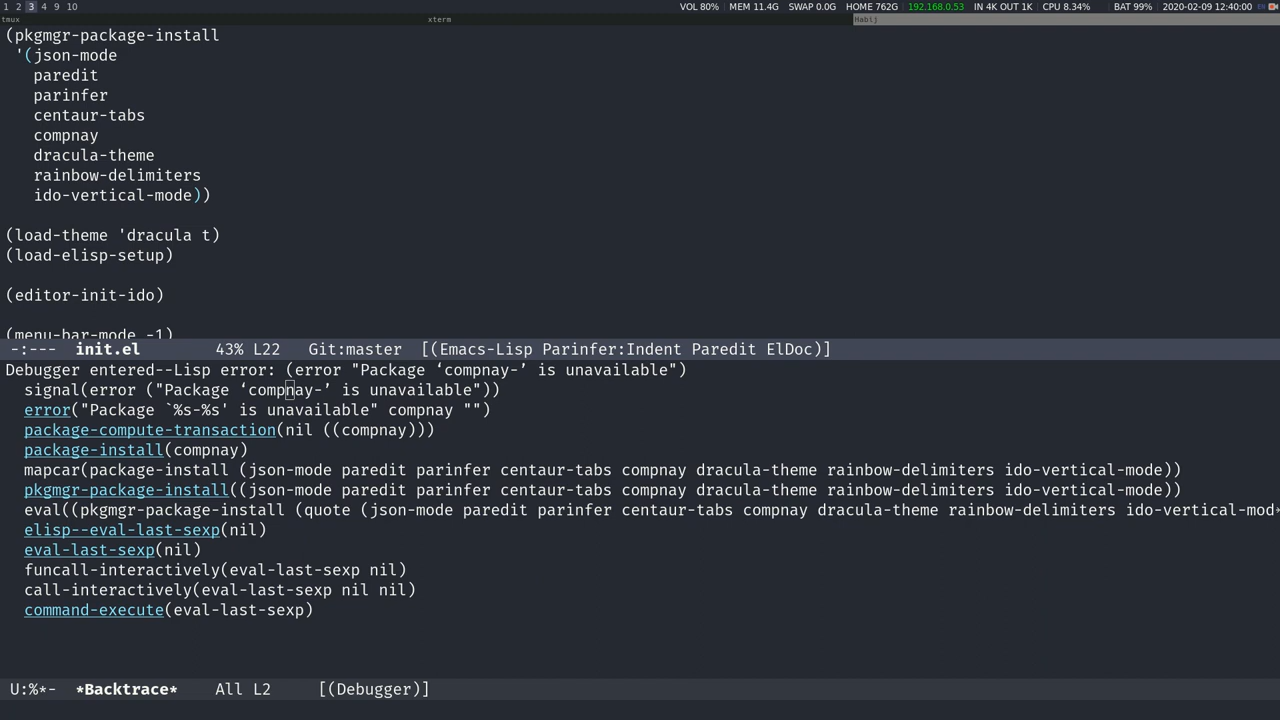 1 2 3 4 9 10 VOL 80% MEM 11.4G SWAP 0.0G HOME 762G 192.168.0.53 IN 4K OUT 1K CPU 8.34% BAT 99% 2020-02-09 12:40:00 EN
tmux xterm Hablj
(pkgmgr-package-install
'(json-mode
paredit
parinfer
centaur-tabs
compnay
dracula-theme
rainbow-delimiters
ido-vertical-mode))
(load-theme 'dracula t)
(load-elisp-setup)
(editor-init-ido)
(menu-bar-mode -1)
-:--- init.el 43% L22 Git:master [(Emacs-Lisp Parinfer:Indent Paredit ElDoc)]
Debugger entered--Lisp error: (error "Package ‘compnay-’ is unavailable")
signal(error ("Package ‘compnay-’ is unavailable"))
error("Package `%s-%s' is unavailable" compnay "")
package-compute-transaction(nil ((compnay)))
package-install(compnay)
mapcar(package-install (json-mode paredit parinfer centaur-tabs compnay dracula-theme rainbow-delimiters ido-vertical-mode))
pkgmgr-package-install((json-mode paredit parinfer centaur-tabs compnay dracula-theme rainbow-delimiters ido-vertical-mode))
eval((pkgmgr-package-install (quote (json-mode paredit parinfer centaur-tabs compnay dracula-theme rainbow-delimiters ido-vertical-mod
elisp--eval-last-sexp(nil)
eval-last-sexp(nil)
funcall-interactively(eval-last-sexp nil)
call-interactively(eval-last-sexp nil nil)
command-execute(eval-last-sexp)
U:%*- *Backtrace* All L2 [(Debugger)]